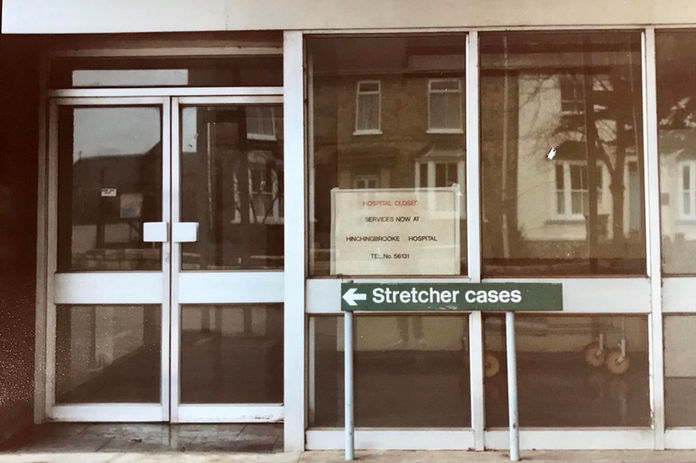 HOSPITAL CLOSED
SERVICES NOW AT
HINCHINGBROOKE HOSPITAL
TEL.No. 56131
← Stretcher cases